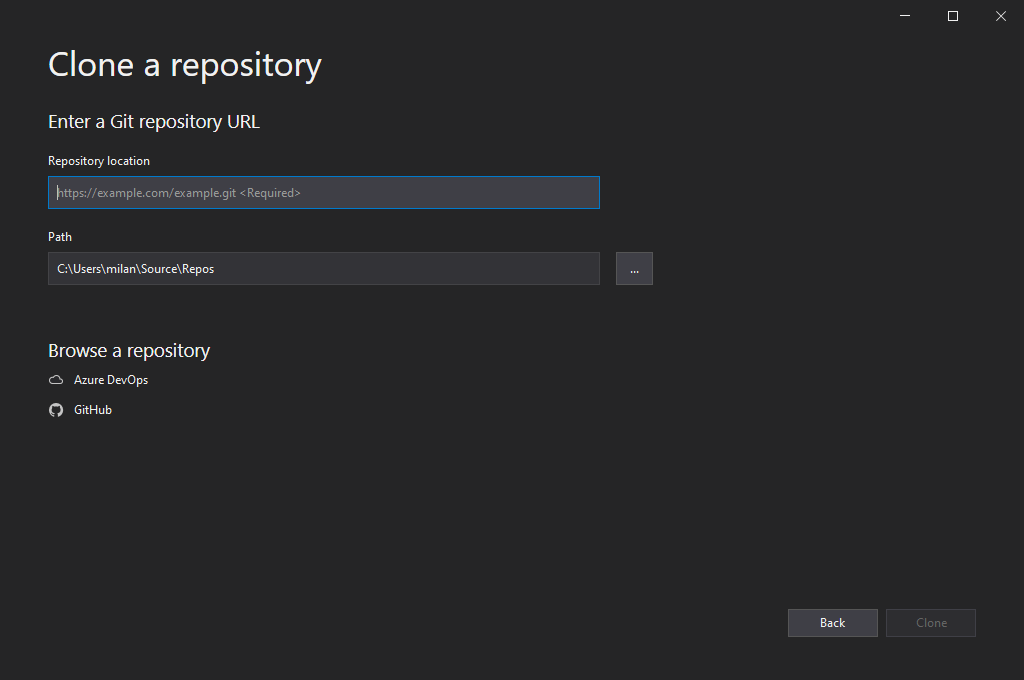 Clone a repository
Enter a Git repository URL
Repository location
https://example.com/example.git <Required>
Path
C:\Users\milan\Source\Repos
...
Browse a repository
Azure DevOps
GitHub
Back
Clone